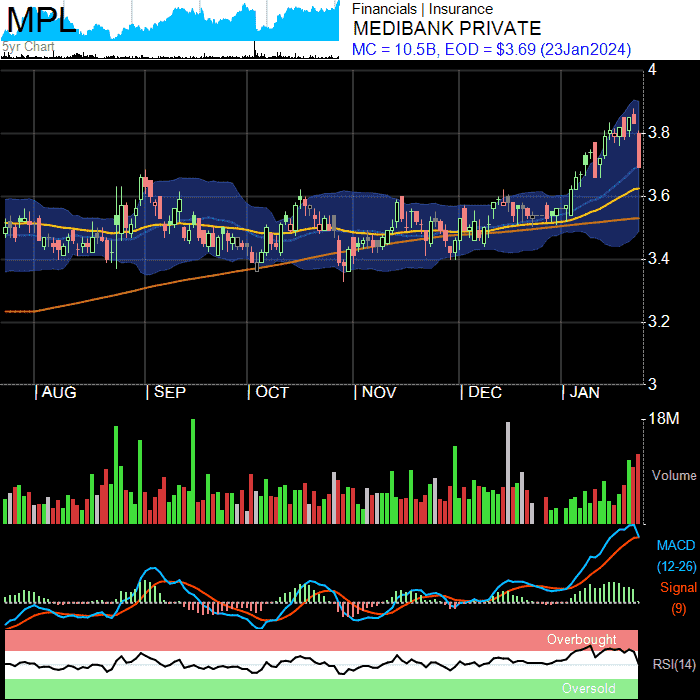 MPL
5yr Chart
Financials | Insurance
MEDIBANK PRIVATE
MC = 10.5B, EOD = $3.69 (23Jan2024)
4
3.8
3.6
3.4
3.2
3
| AUG | SEP | OCT | NOV | DEC | JAN
18M
Volume
MACD
(12-26)
Signal
(9)
Overbought
RSI(14)
Oversold